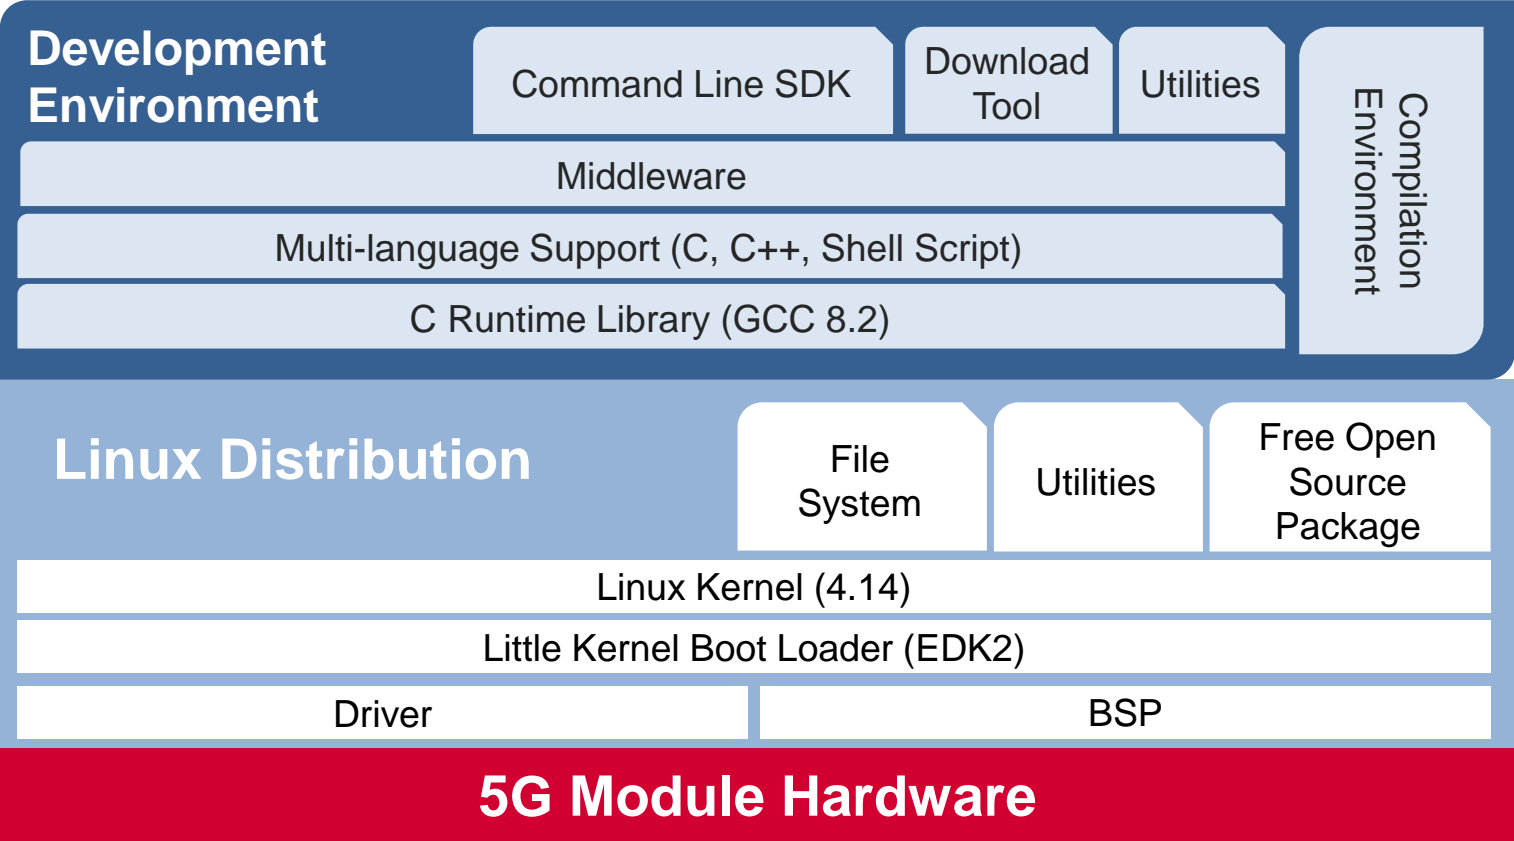 Development
Environment
Command Line SDK
Download
Tool
Utilities
Compilation
Environment
Middleware
Multi-language Support (C, C++, Shell Script)
C Runtime Library (GCC 8.2)
Linux Distribution
File
System
Utilities
Free Open
Source
Package
Linux Kernel (4.14)
Little Kernel Boot Loader (EDK2)
Driver
BSP
5G Module Hardware